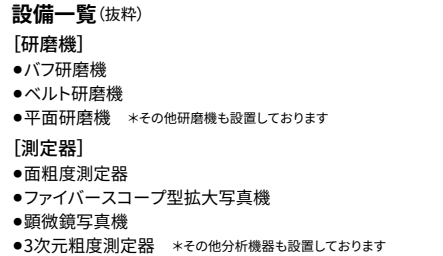 設備一覧(抜粋)
［研磨機］
●バフ研磨機
●ベルト研磨機
●平面研磨機　＊その他研磨機も設置しております
［測定器］
●面粗度測定器
●ファイバースコープ型拡大写真機
●顕微鏡写真機
●3次元粗度測定器　＊その他分析機器も設置しております